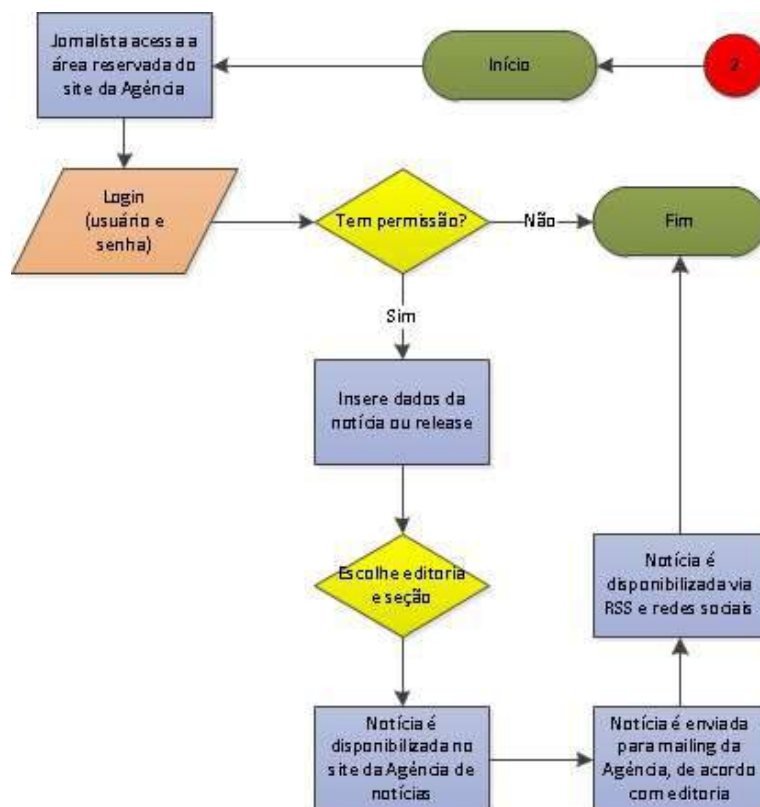 Jornalista acessa a
área reservada do
site da Agência
Início
2
Login
(usuário e
senha)
Tem permissão?
Não
Fim
Sim
Insere dados da
notícia ou release
Escolhe editoria
e seção
Notícia é
disponibilizada via
RSS e redes sociais
Notícia é
disponibilizada no
site da Agência de
notícias
Notícia é enviada
para mailing da
Agência, de acordo
com editoria